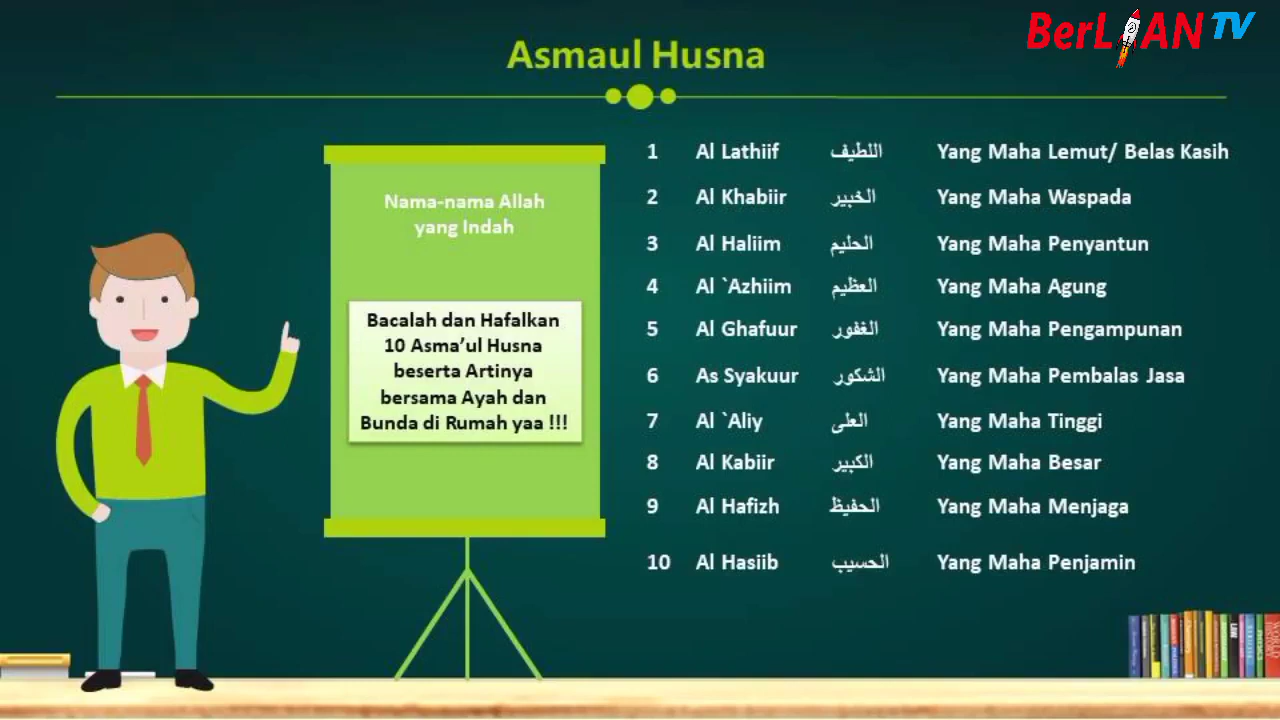 BerLIAN TV
Asmaul Husna
Nama-nama Allah
yang Indah
Bacalah dan Hafalkan
10 Asma’ul Husna
beserta Artinya
bersama Ayah dan
Bunda di Rumah yaa !!!
1 Al Lathiif اللطيف Yang Maha Lemut/ Belas Kasih
2 Al Khabiir الخبير Yang Maha Waspada
3 Al Haliim الحليم Yang Maha Penyantun
4 Al `Azhiim العظيم Yang Maha Agung
5 Al Ghafuur الغفور Yang Maha Pengampunan
6 As Syakuur الشكور Yang Maha Pembalas Jasa
7 Al `Aliy العلى Yang Maha Tinggi
8 Al Kabiir الكبير Yang Maha Besar
9 Al Hafizh الحفيظ Yang Maha Menjaga
10 Al Hasiib الحسيب Yang Maha Penjamin
LAW